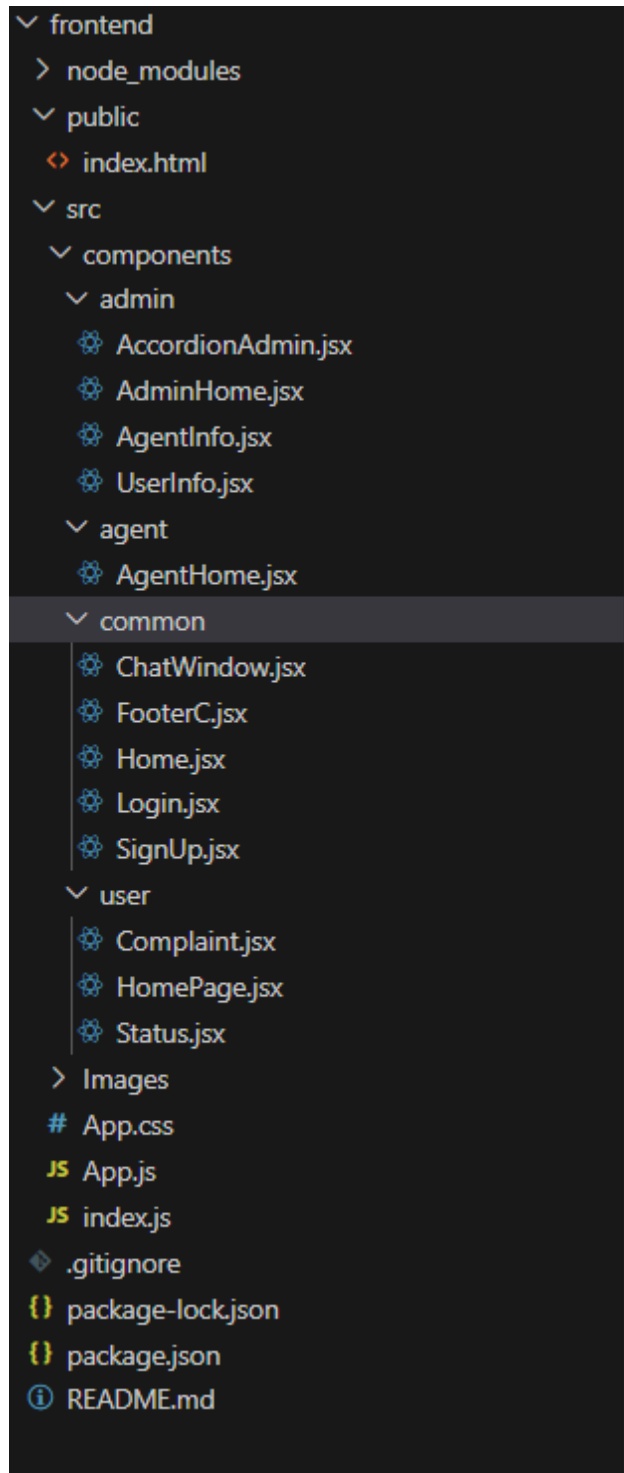 frontend
node_modules
public
<> index.html
src
components
admin
AccordionAdmin.jsx
AdminHome.jsx
AgentInfo.jsx
UserInfo.jsx
agent
AgentHome.jsx
common
ChatWindow.jsx
FooterC.jsx
Home.jsx
Login.jsx
SignUp.jsx
user
Complaint.jsx
HomePage.jsx
Status.jsx
Images
# App.css
JS App.js
JS index.js
.gitignore
{} package-lock.json
{} package.json
README.md